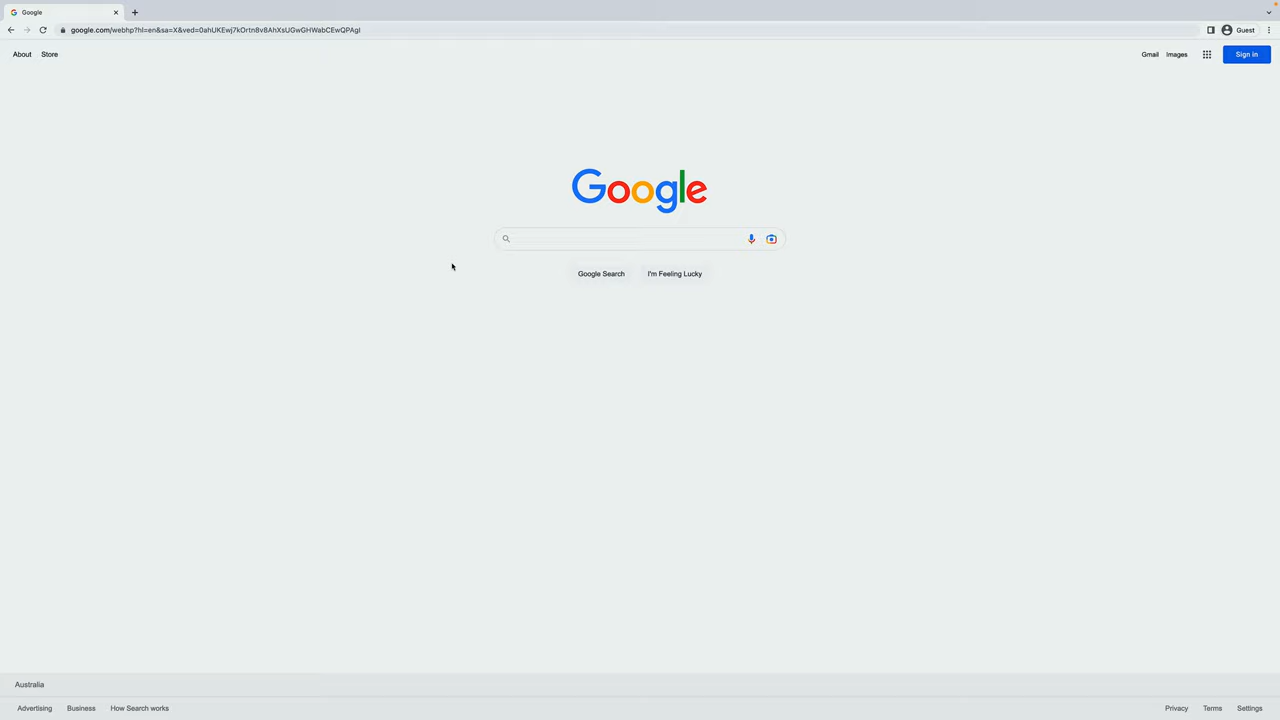 Google
google.com/webhp?hl=en&sa=X&ved=0ahUKEwj7kOrtn8v8AhXsUGwGHWabCEwQPAgI
Guest
About Store
Gmail Images Sign in
Google
Google Search I'm Feeling Lucky
Australia
Advertising Business How Search works
Privacy Terms Settings